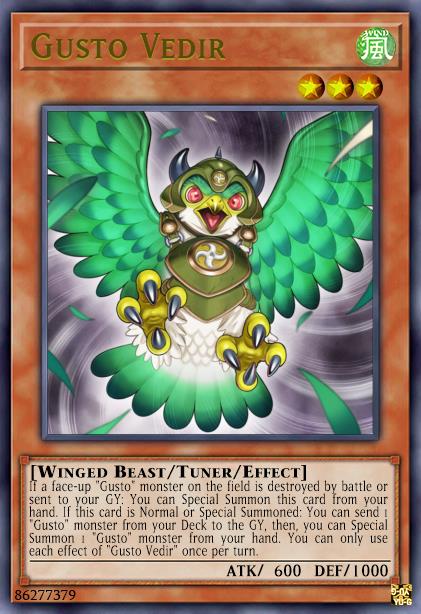 Gusto Vedir
WIND
風
[Winged Beast/Tuner/Effect]
If a face-up "Gusto" monster on the field is destroyed by battle or
sent to your GY: You can Special Summon this card from your
hand. If this card is Normal or Special Summoned: You can send 1
"Gusto" monster from your Deck to the GY, then, you can Special
Summon 1 "Gusto" monster from your hand. You can only use
each effect of "Gusto Vedir" once per turn.
ATK/ 600 DEF/1000
86277379